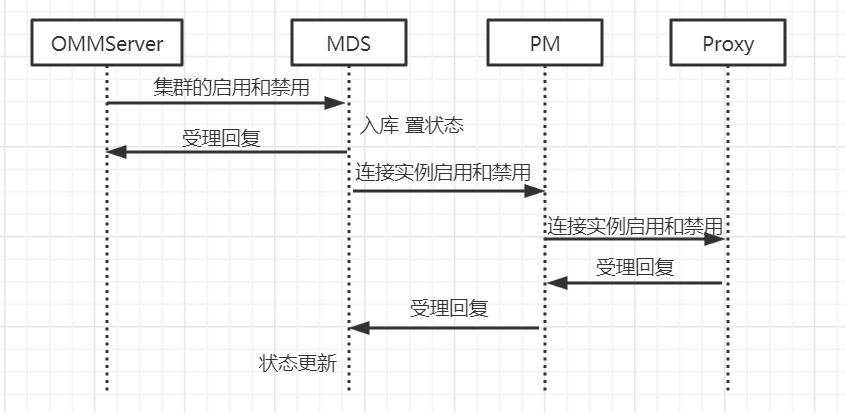 OMMServer
MDS
PM
Proxy
集群的启用和禁用
入库 置状态
受理回复
连接实例启用和禁用
连接实例启用和禁用
受理回复
受理回复
状态更新